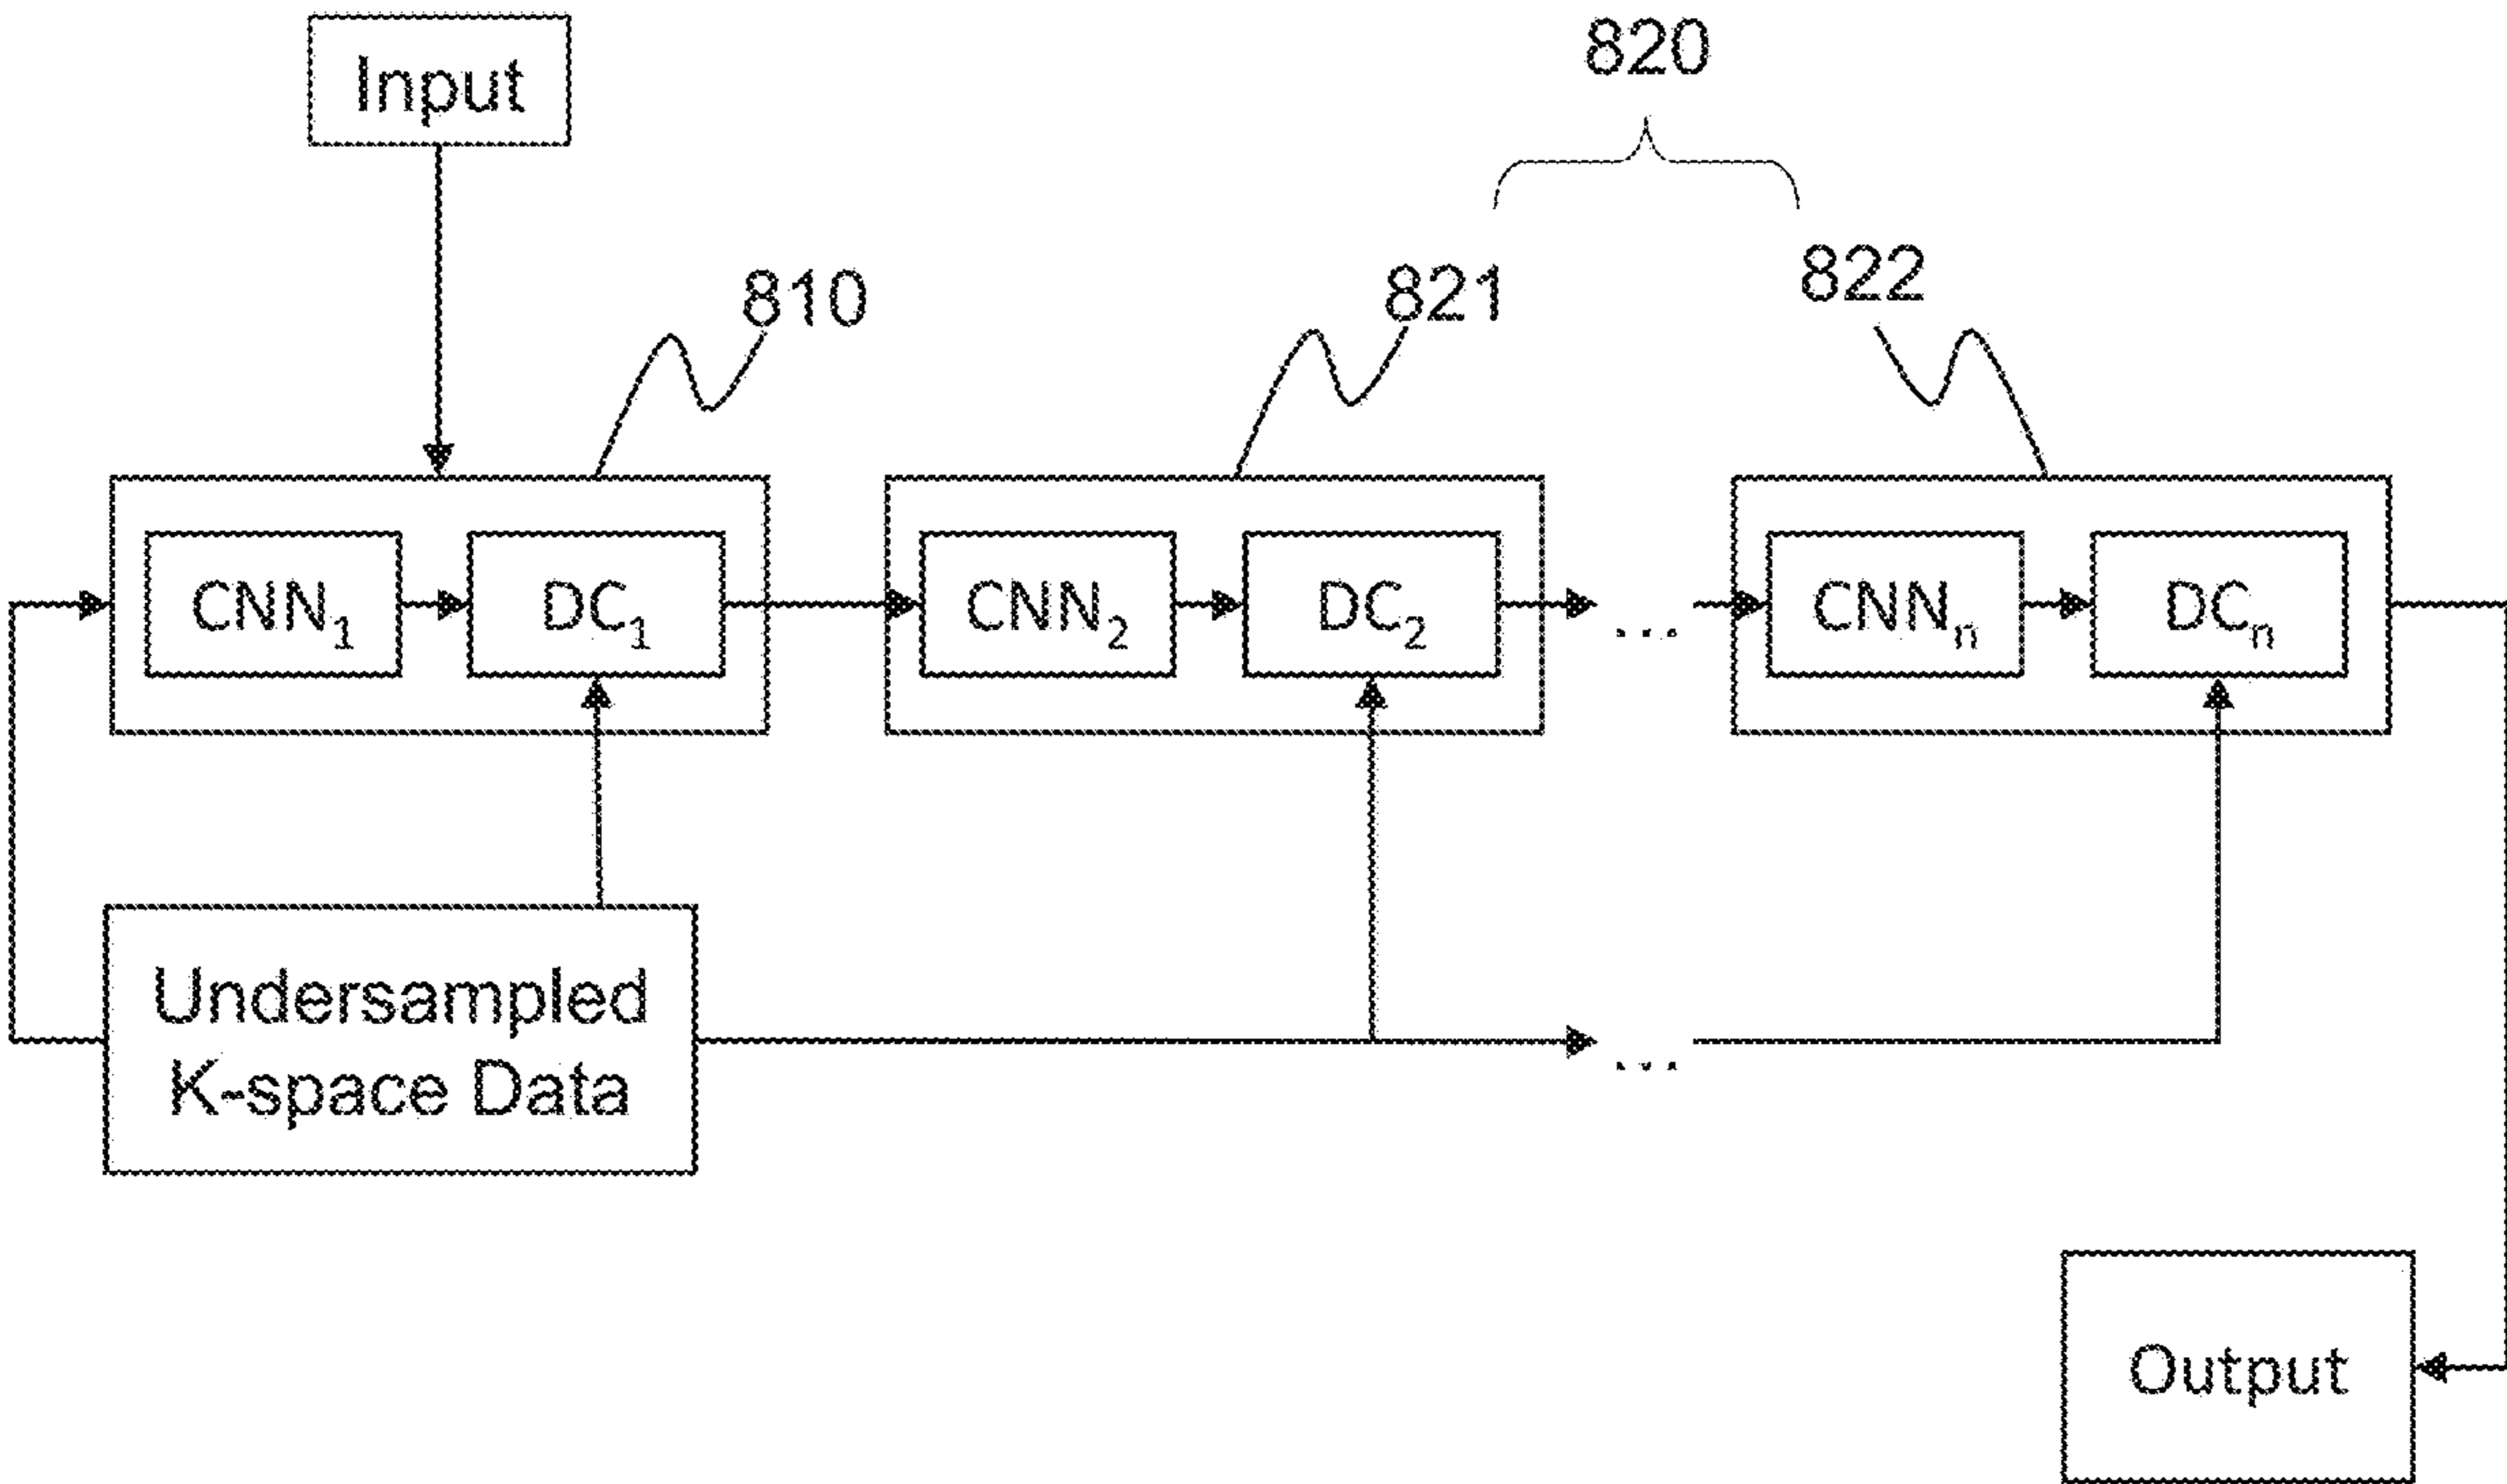 820
Input
810
821
822
CNN₁
DC₁
CNN₂
DC₂
...
CNNₙ
DCₙ
Undersampled
K-space Data
...
Output